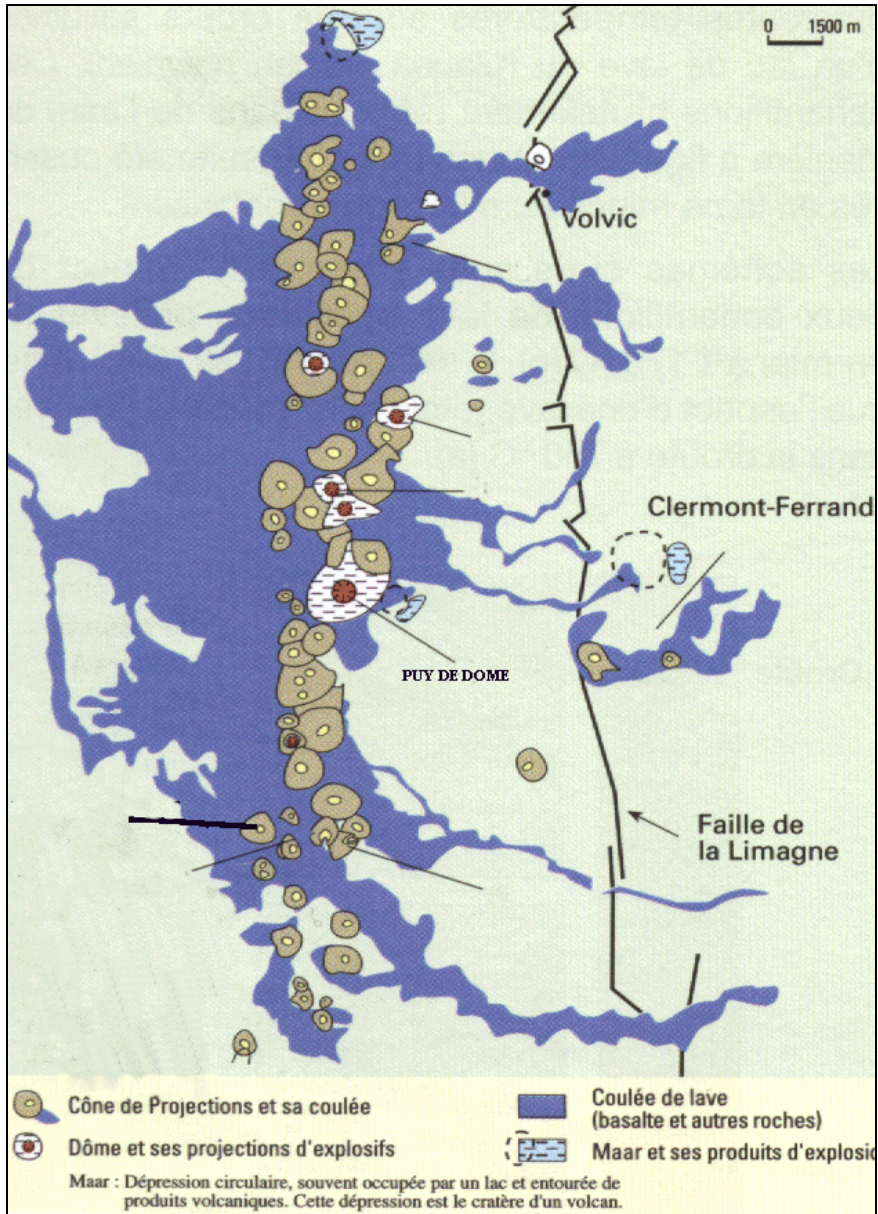 0 1500 m
Volvic
Clermont-Ferrand
PUY DE DOME
Faille de
la Limagne
Cône de Projections et sa coulée
Coulée de lave
(basalte et autres roches)
Dôme et ses projections d'explosifs
Maar et ses produits d'explosio
Maar : Dépression circulaire, souvent occupée par un lac et entourée de
produits volcaniques. Cette dépression est le cratère d'un volcan.